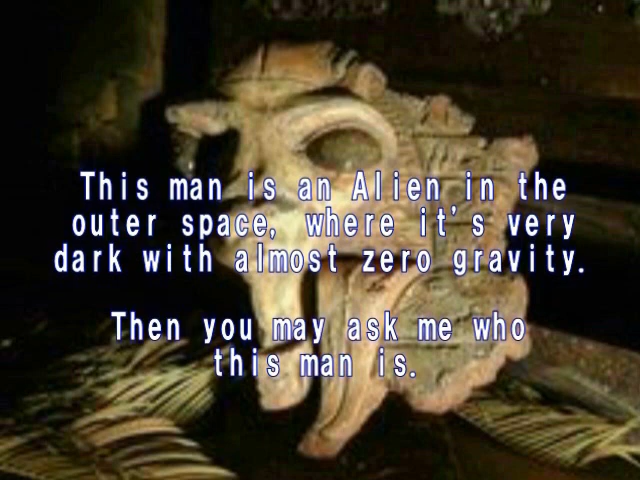 This man is an Alien in the
outer space, where it's very
dark with almost zero gravity.
Then you may ask me who
this man is.